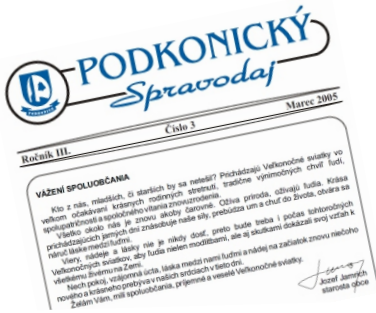 PODKONICKÝ
Spravodaj
Ročník III.
Číslo 3
Marec 2005
VÁŽENÍ SPOLUOBČANIA
Kto z nás, mladších, či starších by sa netešil? Prichádzajú Veľkonočné sviatky vo
veľkom očakávaní krásnych rodinných stretnutí, tradične výnimočných chvíľ ľudí,
spolupatričnosti a spoločného vítania znovuzrodenia.
Všetko okolo nás je znovu akoby čarovné. Ožíva príroda, ožívajú ľudia. Krása
prichádzajúcich jarných dní znásobuje naše sily, prebúdza um a chuť do života, otvára sa
náruč láske medzi ľuďmi.
Viery, nádeje a lásky nie je nikdy dosť, preto bude treba i počas tohoročných
Veľkonočných sviatkov, aby ľudia nielen modlitbami, ale aj skutkami dokázali svoj vzťah k
všetkému živému na Zemi.
Nech pokoj, vzájomná úcta, láska medzi nami ľuďmi a nádej na začiatok znovu niečoho
nového a krásneho prebýva v našich srdciach v tieto dni.
Želám Vám, milí spoluobčania, príjemné a veselé Veľkonočné sviatky.
Jozef Jamrich
starosta obce